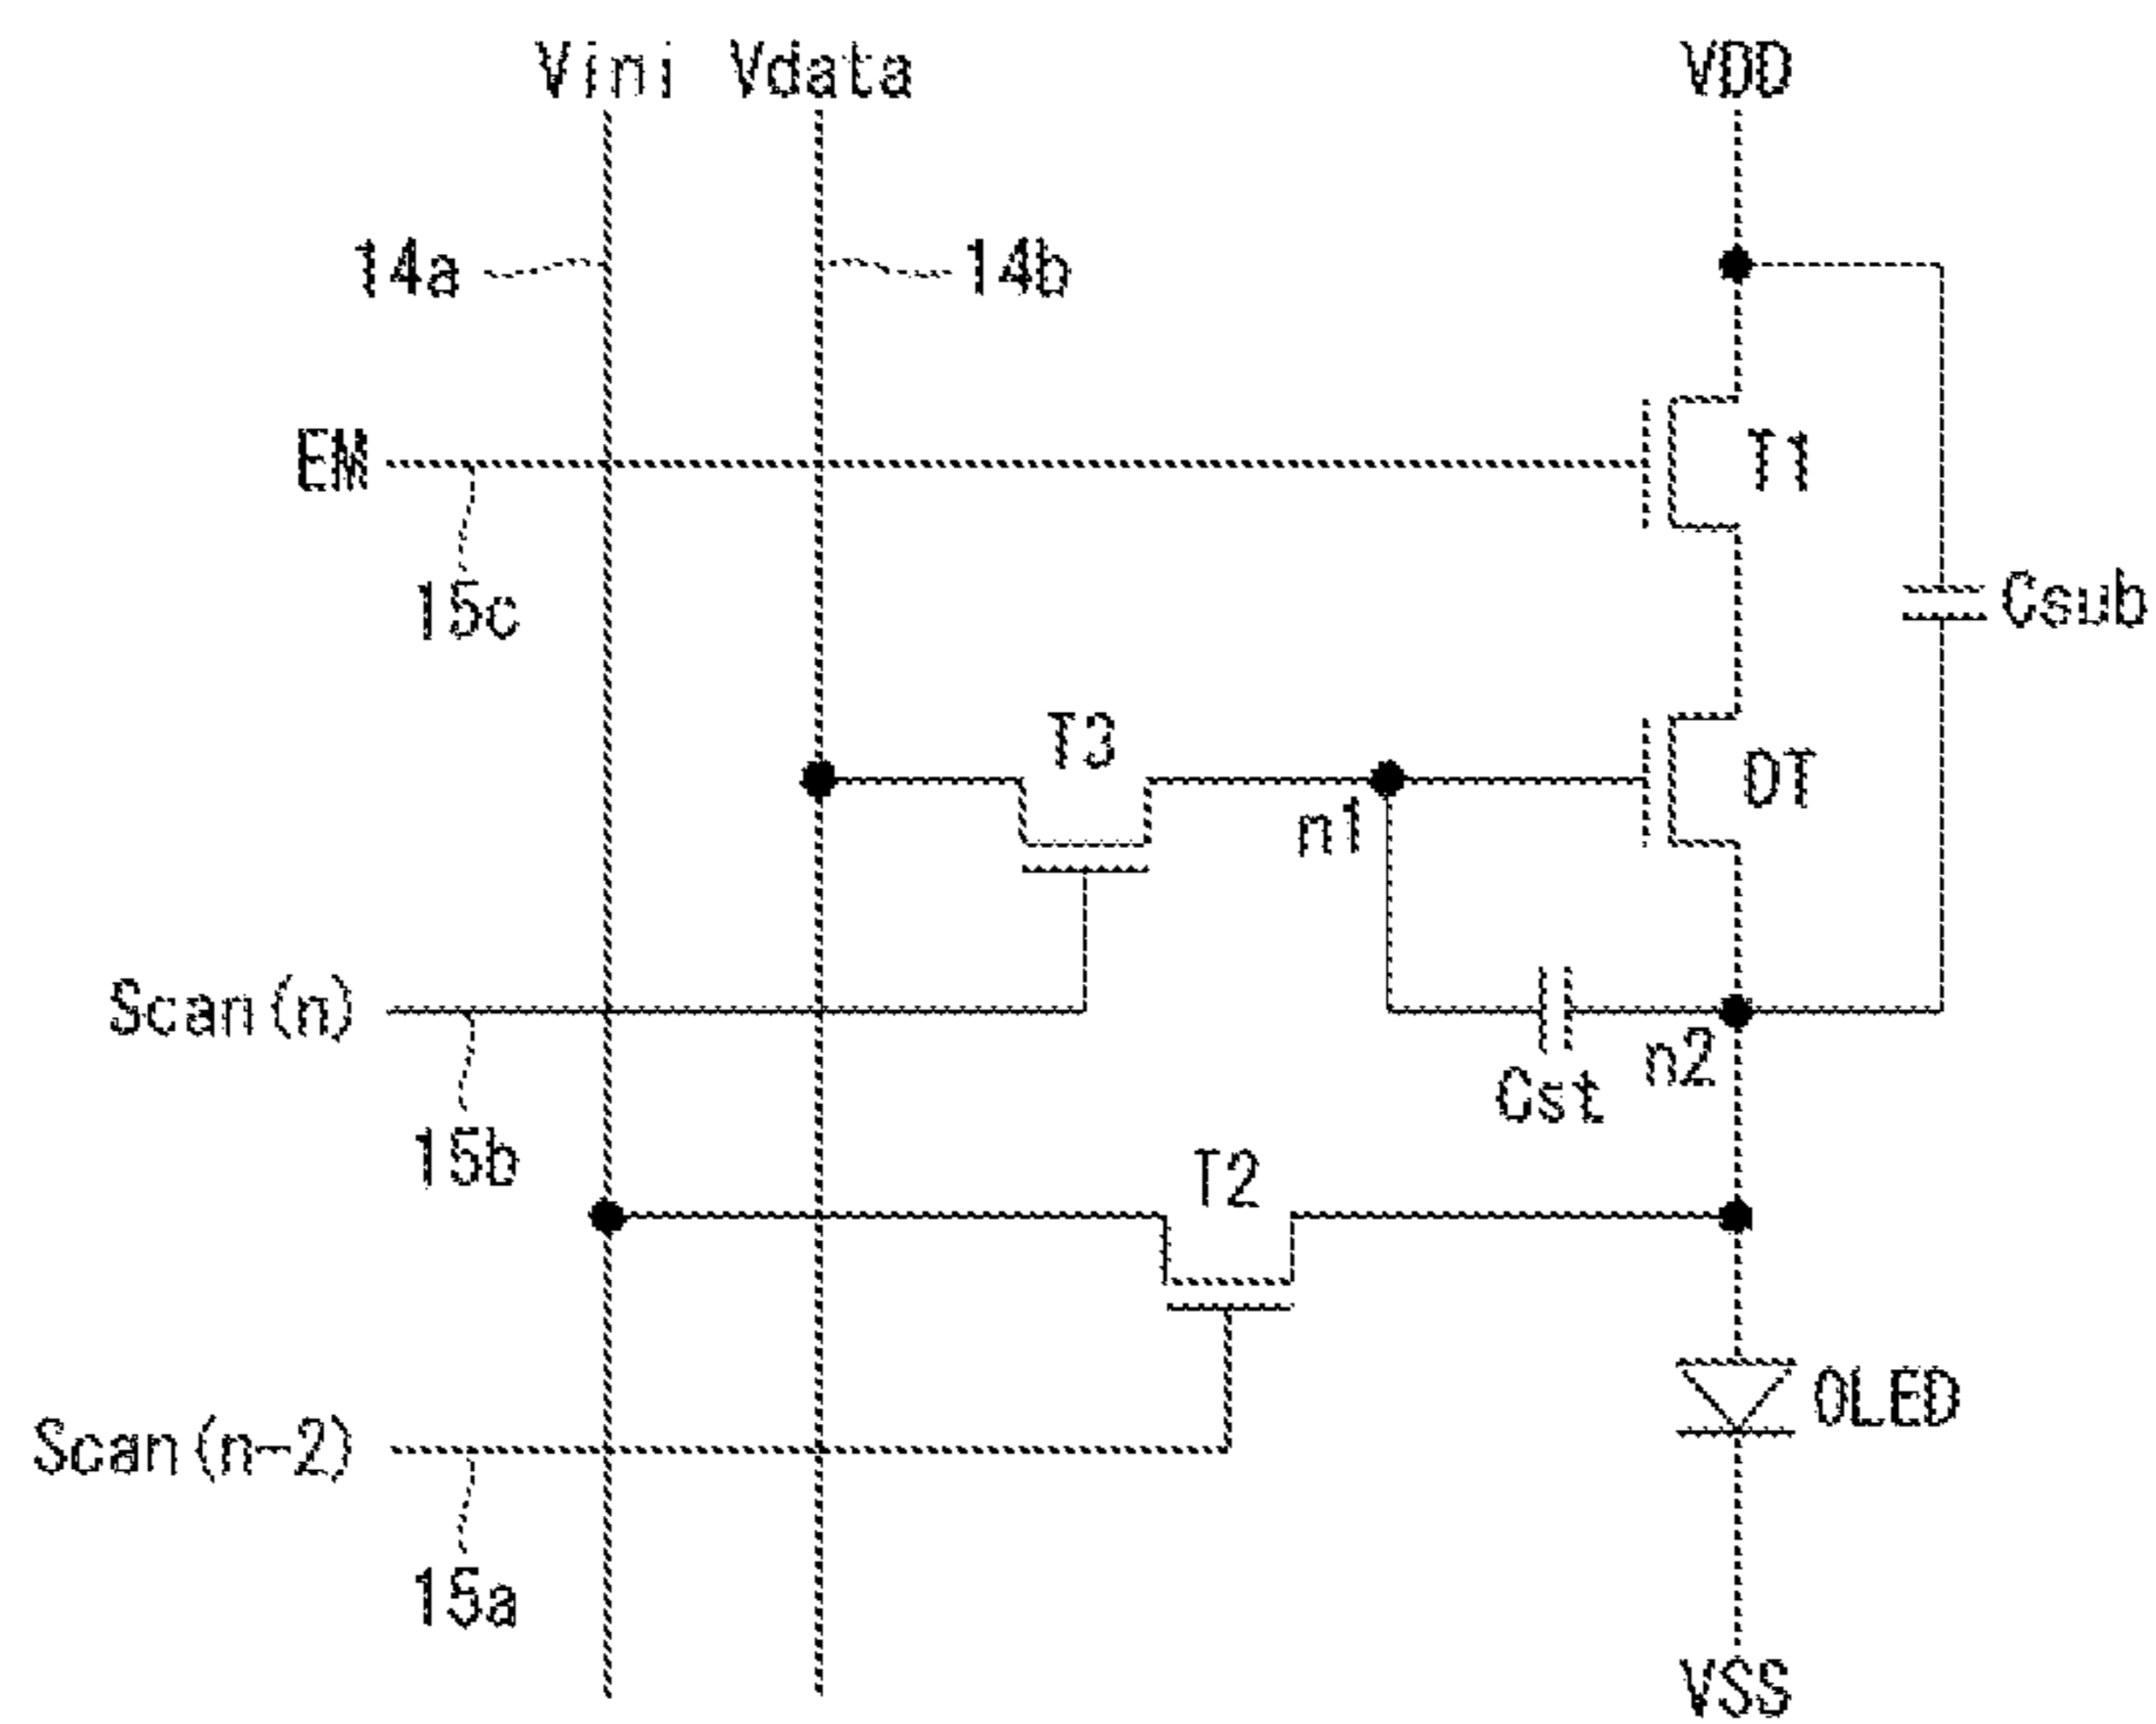 Vini Vdata VDD
14a 14b
EM T1
15c Csub
T3
DT
n1
Scan(n)
n2
Cst
15b
T2
OLED
Scan(n-2)
15a
VSS